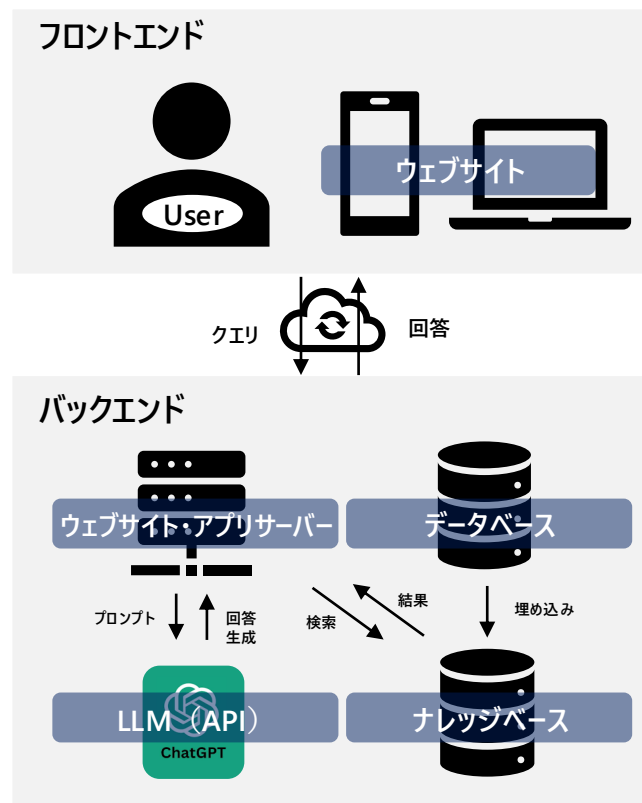 フロントエンド
User
ウェブサイト
クエリ
回答
バックエンド
ウェブサイト・アプリサーバー
データベース
プロンプト
回答
生成
検索
結果
埋め込み
LLM（API）
ChatGPT
ナレッジベース